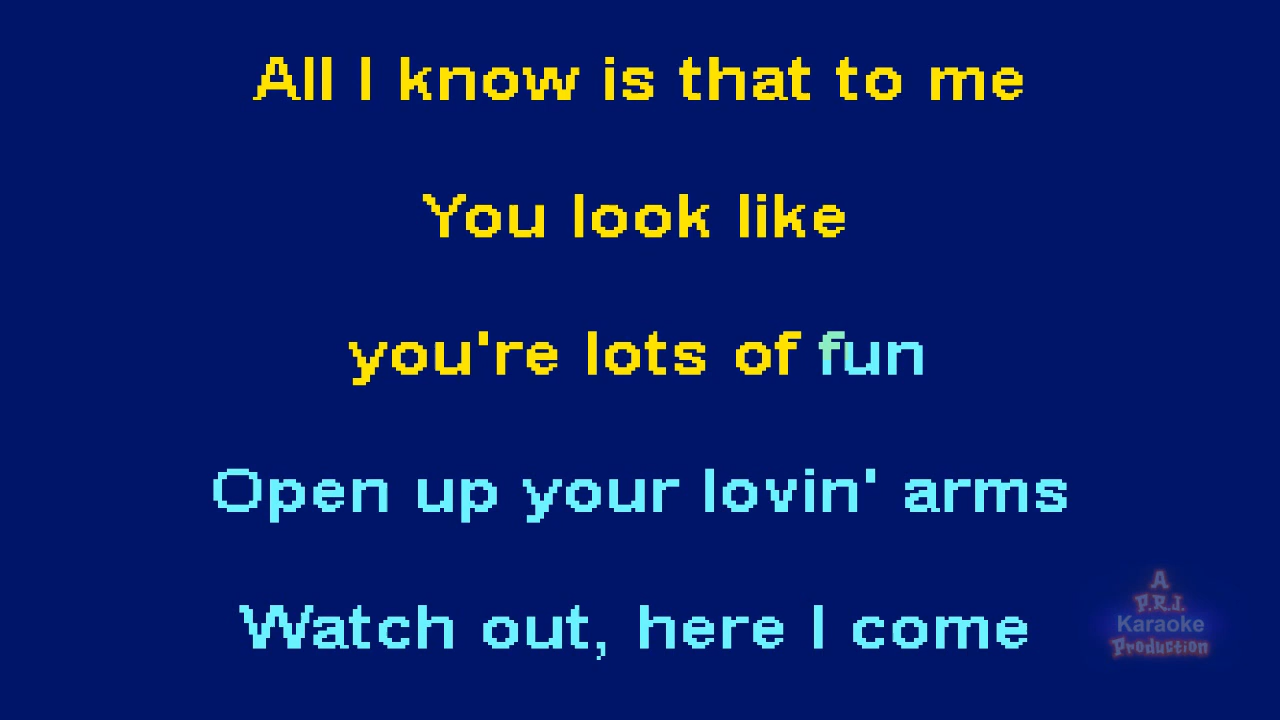 All I know is that to me
You look like
you're lots of fun
Open up your lovin' arms
Watch out, here I come
A
P.R.J.
Karaoke
Production